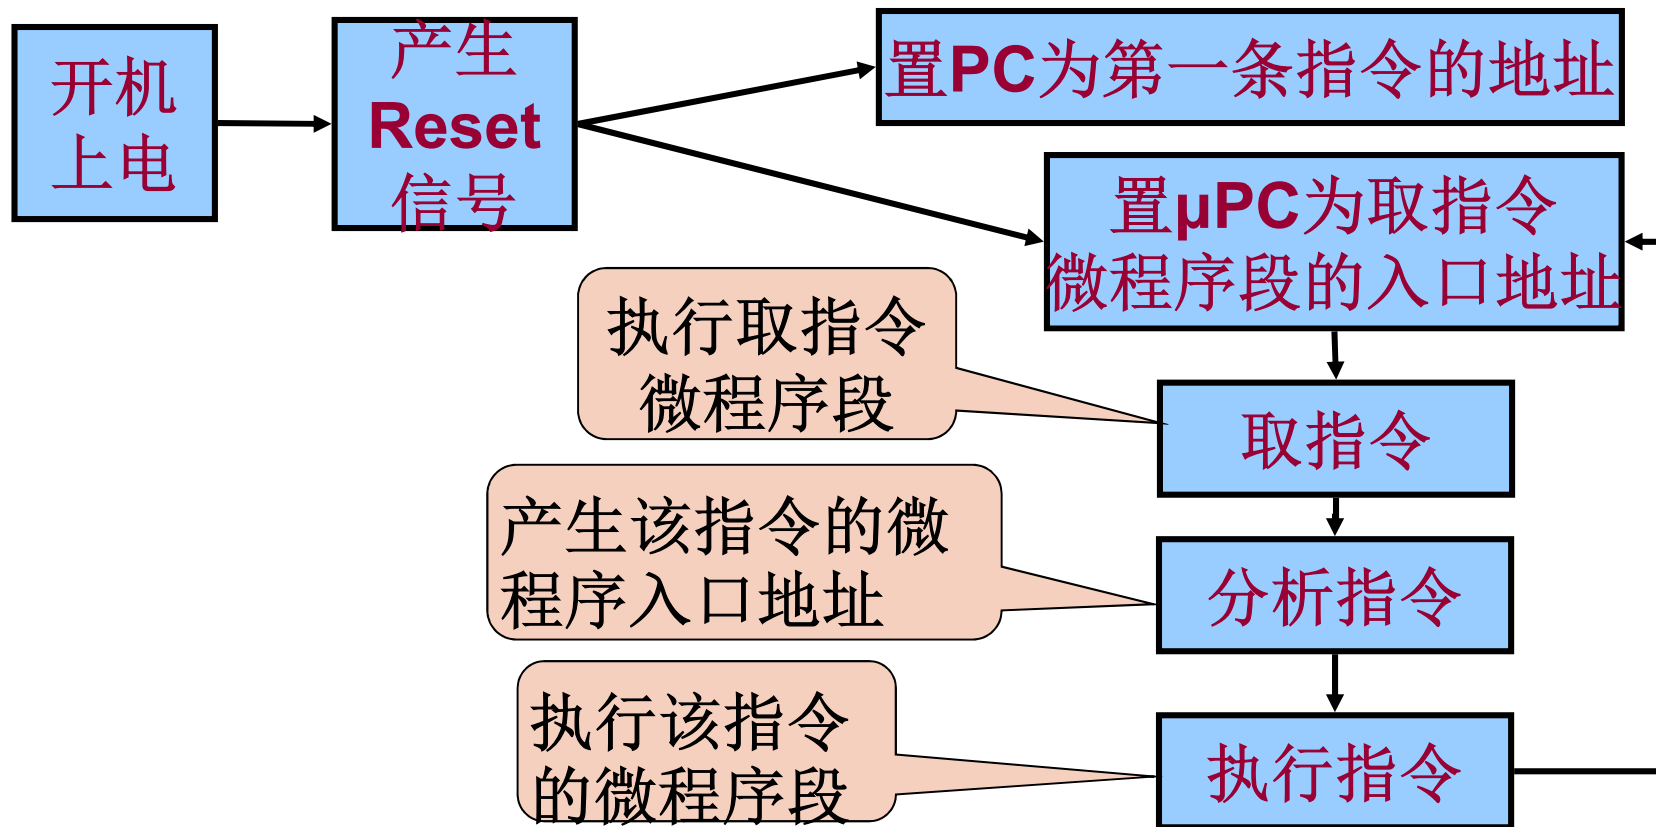 开机
上电
产生
Reset
信号
置PC为第一条指令的地址
置μPC为取指令
微程序段的入口地址
执行取指令
微程序段
取指令
产生该指令的微
程序入口地址
分析指令
执行该指令
的微程序段
执行指令